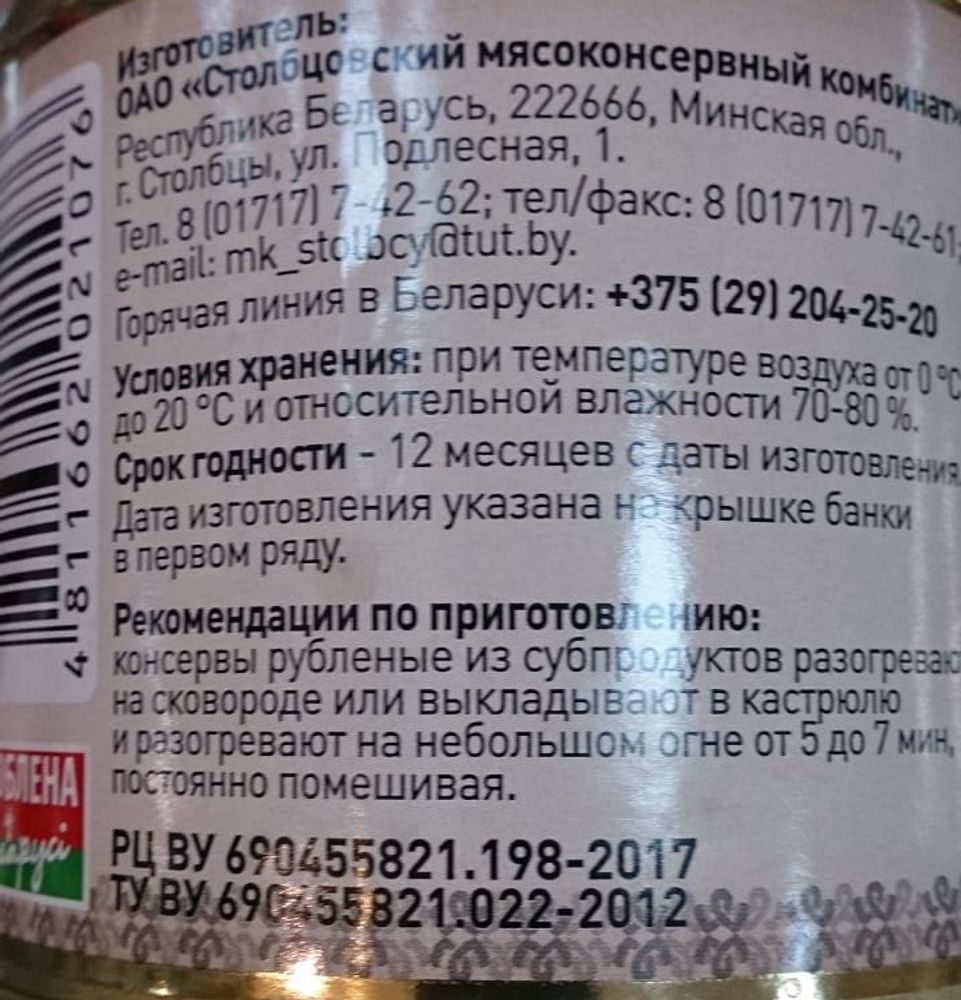 Изготовитель:
ОАО «Столбцовский мясоконсервный комбинат»
Республика Беларусь, 222666, Минская обл.,
г. Столбцы, ул. Подлесная, 1.
Тел. 8 (01717) 7-42-62; тел/факс: 8 (01717) 7-42-61;
e-mail: mk_stolbcy@tut.by.
Горячая линия в Беларуси: +375 (29) 204-25-20
Условия хранения: при температуре воздуха от 0 °C
до 20 °C и относительной влажности 70-80 %.
Срок годности - 12 месяцев с даты изготовления.
Дата изготовления указана на крышке банки
в первом ряду.
Рекомендации по приготовлению:
консервы рубленые из субпродуктов разогреваю
на сковороде или выкладывают в кастрюлю
и разогревают на небольшом огне от 5 до 7 мин,
постоянно помешивая.
РЦ BY 690455821.198-2017
ТУ BY 690455821.022-2012
4 811662 021076